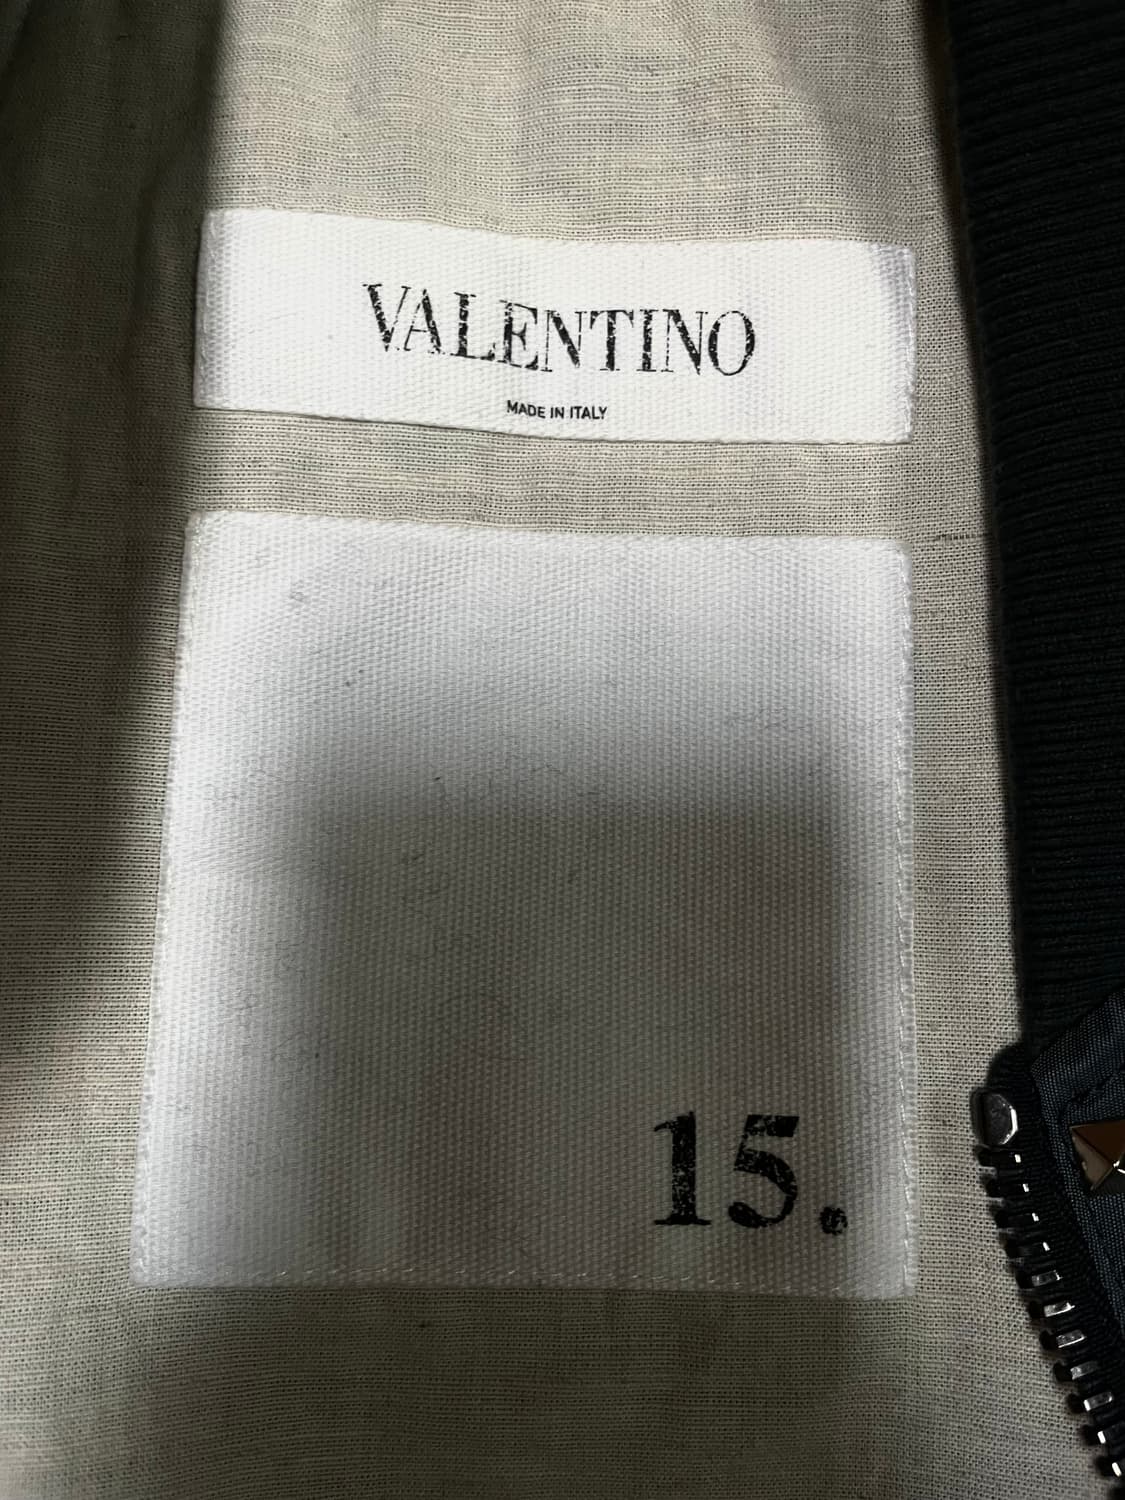 VALENTINO
MADE IN ITALY
15.